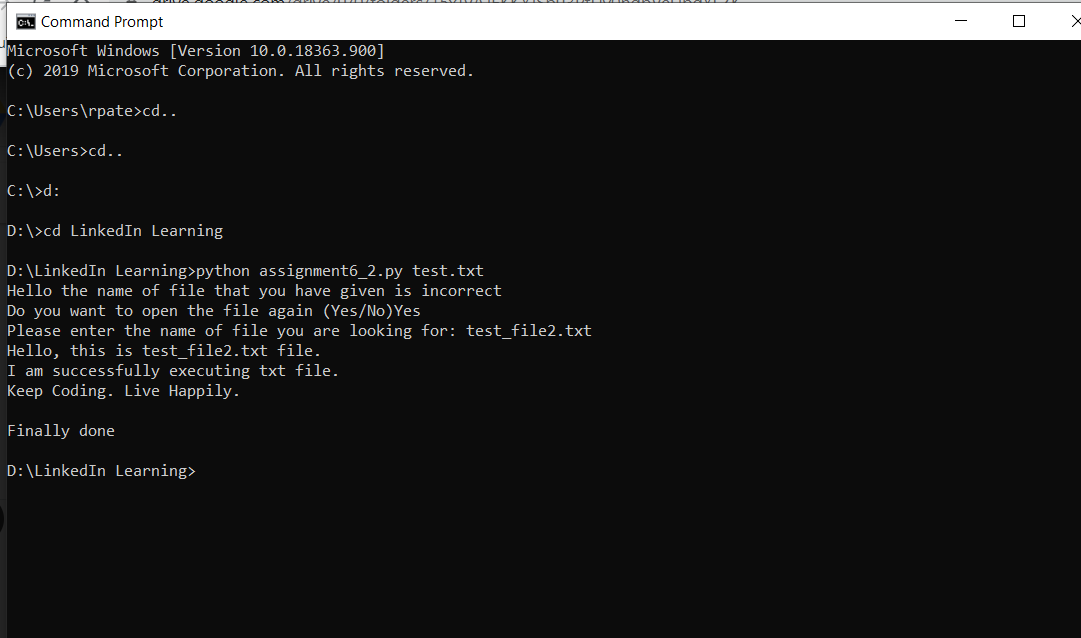 Command Prompt
Microsoft Windows [Version 10.0.18363.900]
(c) 2019 Microsoft Corporation. All rights reserved.
C:\Users\rpate>cd..
C:\Users>cd..
C:\>d:
D:\>cd LinkedIn Learning
D:\LinkedIn Learning>python assignment6_2.py test.txt
Hello the name of file that you have given is incorrect
Do you want to open the file again (Yes/No)Yes
Please enter the name of file you are looking for: test_file2.txt
Hello, this is test_file2.txt file.
I am successfully executing txt file.
Keep Coding. Live Happily.
Finally done
D:\LinkedIn Learning>